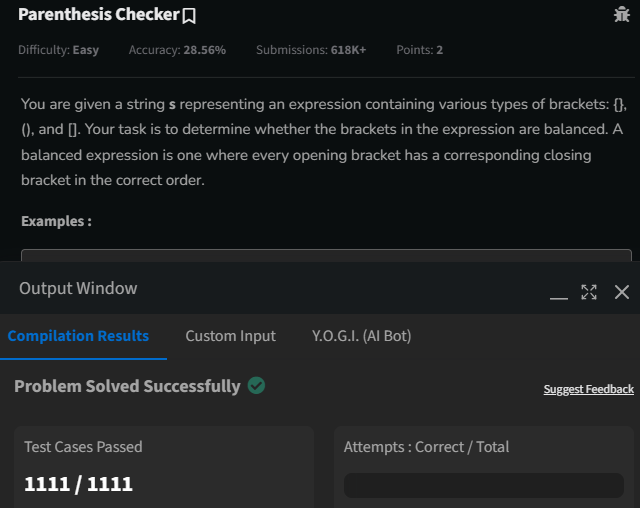 Parenthesis Checker
Difficulty: Easy Accuracy: 28.56% Submissions: 618K+ Points: 2
You are given a string s representing an expression containing various types of brackets: {},
(), and []. Your task is to determine whether the brackets in the expression are balanced. A
balanced expression is one where every opening bracket has a corresponding closing
bracket in the correct order.
Examples :
Output Window
Compilation Results Custom Input Y.O.G.I. (AI Bot)
Problem Solved Successfully
Suggest Feedback
Test Cases Passed Attempts : Correct / Total
1111 / 1111